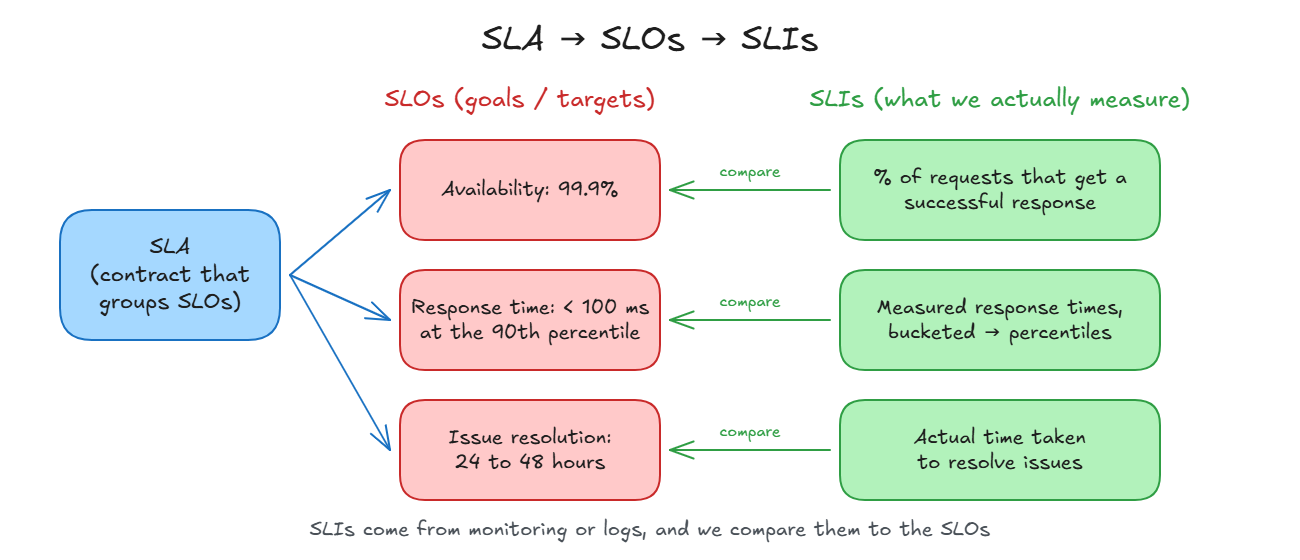 SLA → SLOs → SLIs
SLOs (goals / targets)
SLIs (what we actually measure)
SLA
(contract that
groups SLOs)
Availability: 99.9%
compare
% of requests that get a
successful response
Response time: < 100 ms
at the 90th percentile
compare
Measured response times,
bucketed → percentiles
Issue resolution:
24 to 48 hours
compare
Actual time taken
to resolve issues
SLIs come from monitoring or logs, and we compare them to the SLOs